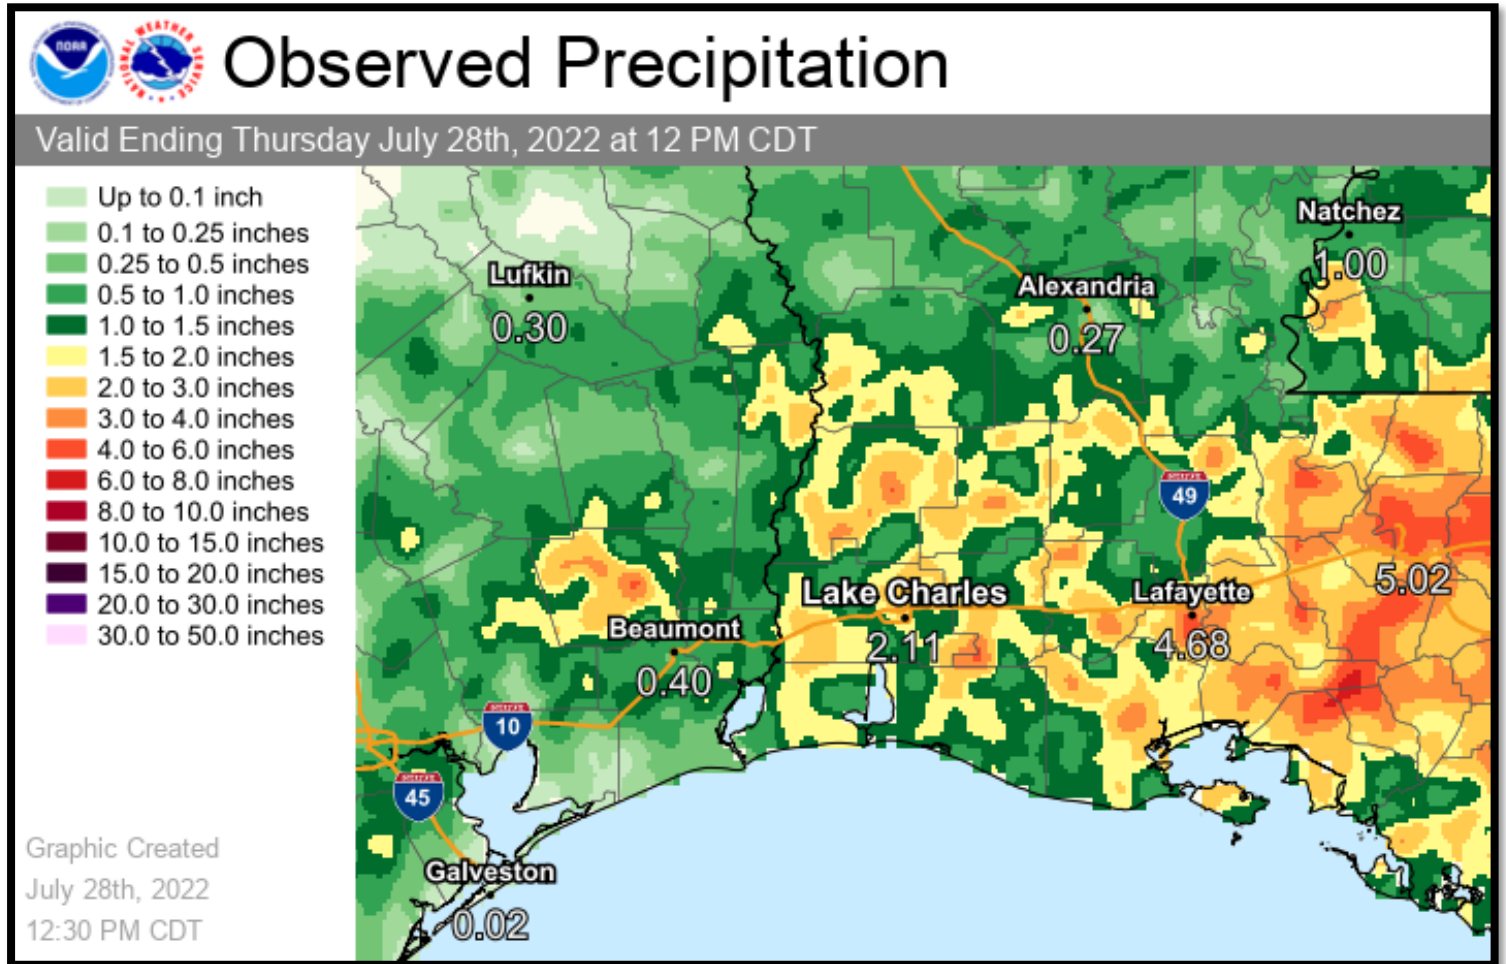 NOAA
NATIONAL WEATHER SERVICE
Observed Precipitation
Valid Ending Thursday July 28th, 2022 at 12 PM CDT
Up to 0.1 inch
0.1 to 0.25 inches
0.25 to 0.5 inches
0.5 to 1.0 inches
1.0 to 1.5 inches
1.5 to 2.0 inches
2.0 to 3.0 inches
3.0 to 4.0 inches
4.0 to 6.0 inches
6.0 to 8.0 inches
8.0 to 10.0 inches
10.0 to 15.0 inches
15.0 to 20.0 inches
20.0 to 30.0 inches
30.0 to 50.0 inches
Graphic Created
July 28th, 2022
12:30 PM CDT
Natchez
1.00
Lufkin
0.30
Alexandria
0.27
49
5.02
Lake Charles
2.11
Lafayette
4.68
Beaumont
0.40
10
45
Galveston
0.02